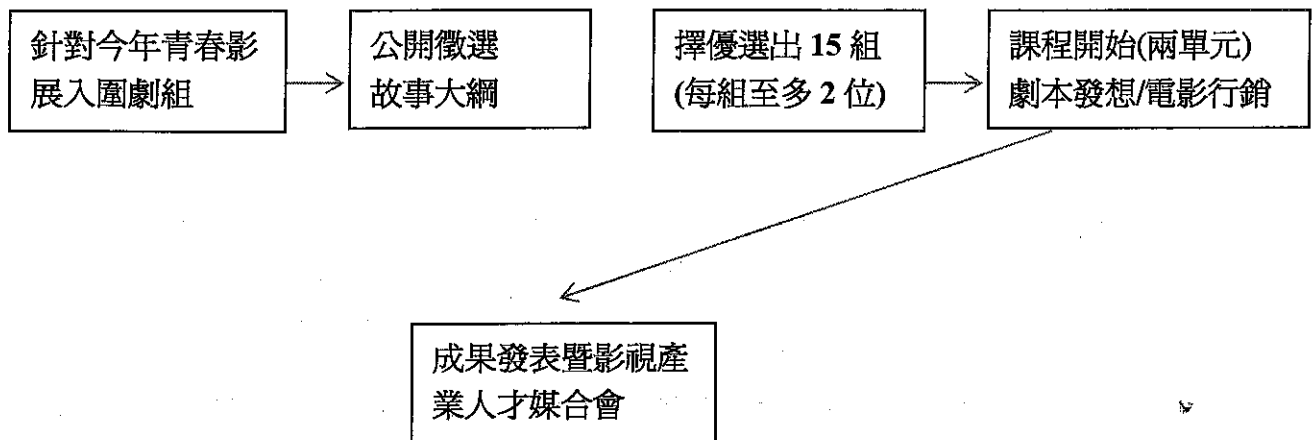 針對今年青春影
展入圍劇組
公開徵選
故事大綱
擇優選出 15 組
(每組至多 2 位)
課程開始(兩單元)
劇本發想/電影行銷
成果發表暨影視產
業人才媒合會